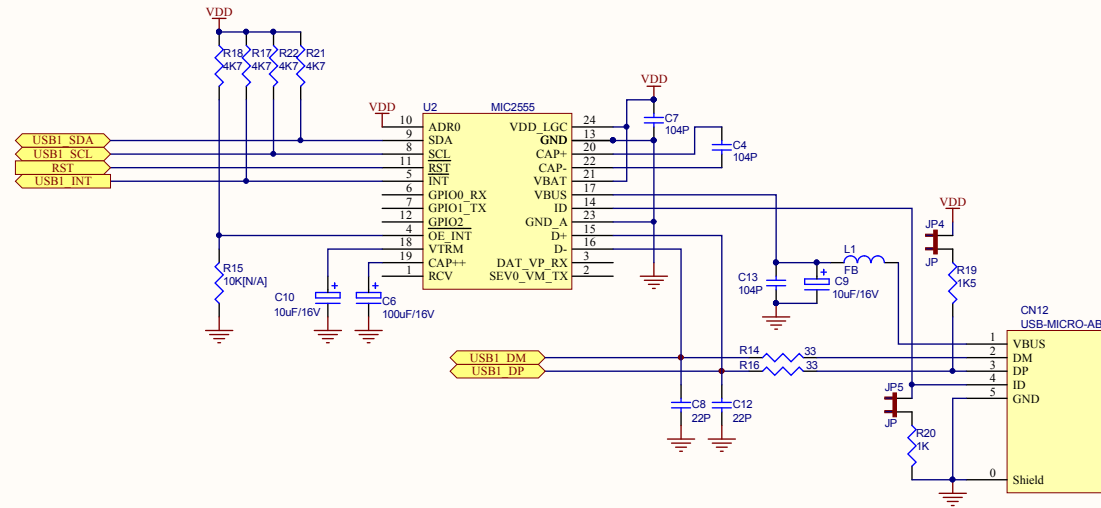 VDD
R18
4K7
R17
4K7
R22
4K7
R21
4K7
USB1_SDA
USB1_SCL
RST
USB1_INT
R15
10K[N/A]
C10
10uF/16V
C6
100uF/16V
VDD
U2
MIC2555
10 ADR0
9 SDA
8 SCL
11 RST
5 INT
6 GPIO0_RX
7 GPIO1_TX
12 GPIO2
4 OE_INT
18 VTRM
19 CAP++
1 RCV
VDD_LGC 24
GND 13
CAP+ 20
CAP- 22
VBAT 21
VBUS 17
ID 14
GND_A 23
D+ 15
D- 16
DAT_VP_RX 3
SEV0_VM_TX 2
VDD
C7
104P
C4
104P
C13
104P
C9
10uF/16V
L1
FB
VDD
JP4
JP
R19
1K5
USB1_DM
USB1_DP
R14 33
R16 33
C8
22P
C12
22P
JP5
JP
R20
1K
CN12
USB-MICRO-AB
1 VBUS
2 DM
3 DP
4 ID
5 GND
0 Shield